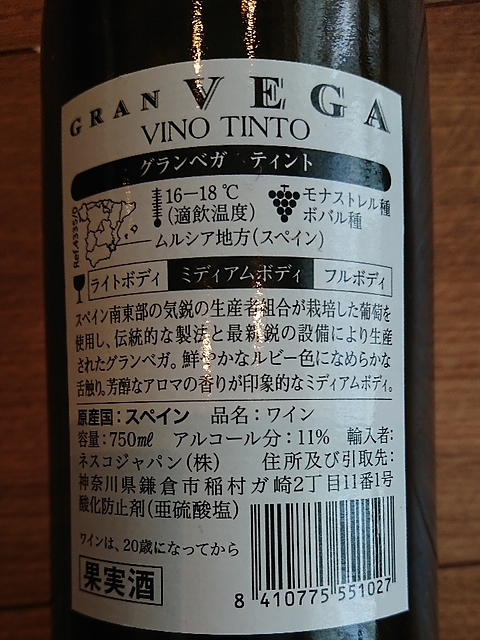 GRAN VEGA
VINO TINTO
グランベガ ティント
16—18℃
(適飲温度)
モナストレル種
ボバル種
ムルシア地方(スペイン)
Ref.A335/0
ライトボディ ミディアムボディ フルボディ
スペイン南東部の気鋭の生産者組合が栽培した葡萄を
使用し、伝統的な製法と最新鋭の設備により生産
されたグランベガ。鮮やかなルビー色になめらかな
舌触り。芳醇なアロマの香りが印象的なミディアムボディ。
原産国:スペイン 品名:ワイン
容量:750㎖ アルコール分:11% 輸入者:
ネスコジャパン(株) 住所及び引取先:
神奈川県鎌倉市稲村ガ崎2丁目11番1号
酸化防止剤(亜硫酸塩)
ワインは、20歳になってから
果実酒
8 410775 551027